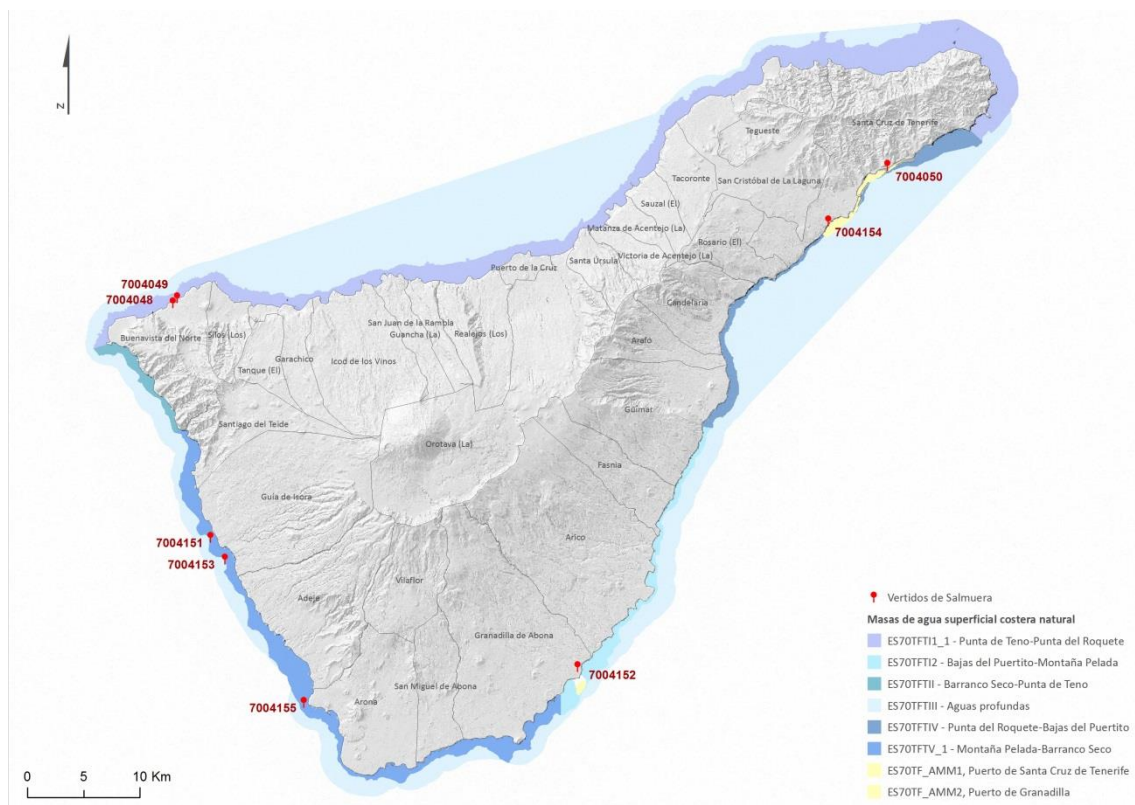 N
Santa Cruz de Tenerife
Tegueste
7004050
Tacoronte
San Cristóbal de La Laguna
Sauzal (El)
7004154
Matanza de Acentejo (La)
Rosario (El)
Santa Úrsula
Victoria de Acentejo (La)
Puerto de la Cruz
7004049
7004048
Candelaria
San Juan de la Rambla
Buenavista del Norte
Silos (Los)
Guancha (La)
Realejos (Los)
Arafo
Garachico
Icod de los Vinos
Tanque (El)
Güímar
Santiago del Teide
Orotava (La)
Fasnia
Guía de Isora
Arico
7004151
7004153
Vilaflor
Adeje
Granadilla de Abona
7004152
San Miguel de Abona
7004155
Arona
Vertidos de Salmuera
Masas de agua superficial costera natural
ES70TFTI1_1 - Punta de Teno-Punta del Roquete
ES70TFTI2 - Bajas del Puertito-Montaña Pelada
ES70TFTII - Barranco Seco-Punta de Teno
ES70TFTIII - Aguas profundas
ES70TFTIV - Punta del Roquete-Bajas del Puertito
ES70TFTV_1 - Montaña Pelada-Barranco Seco
ES70TF_AMM1, Puerto de Santa Cruz de Tenerife
ES70TF_AMM2, Puerto de Granadilla
0 5 10 Km